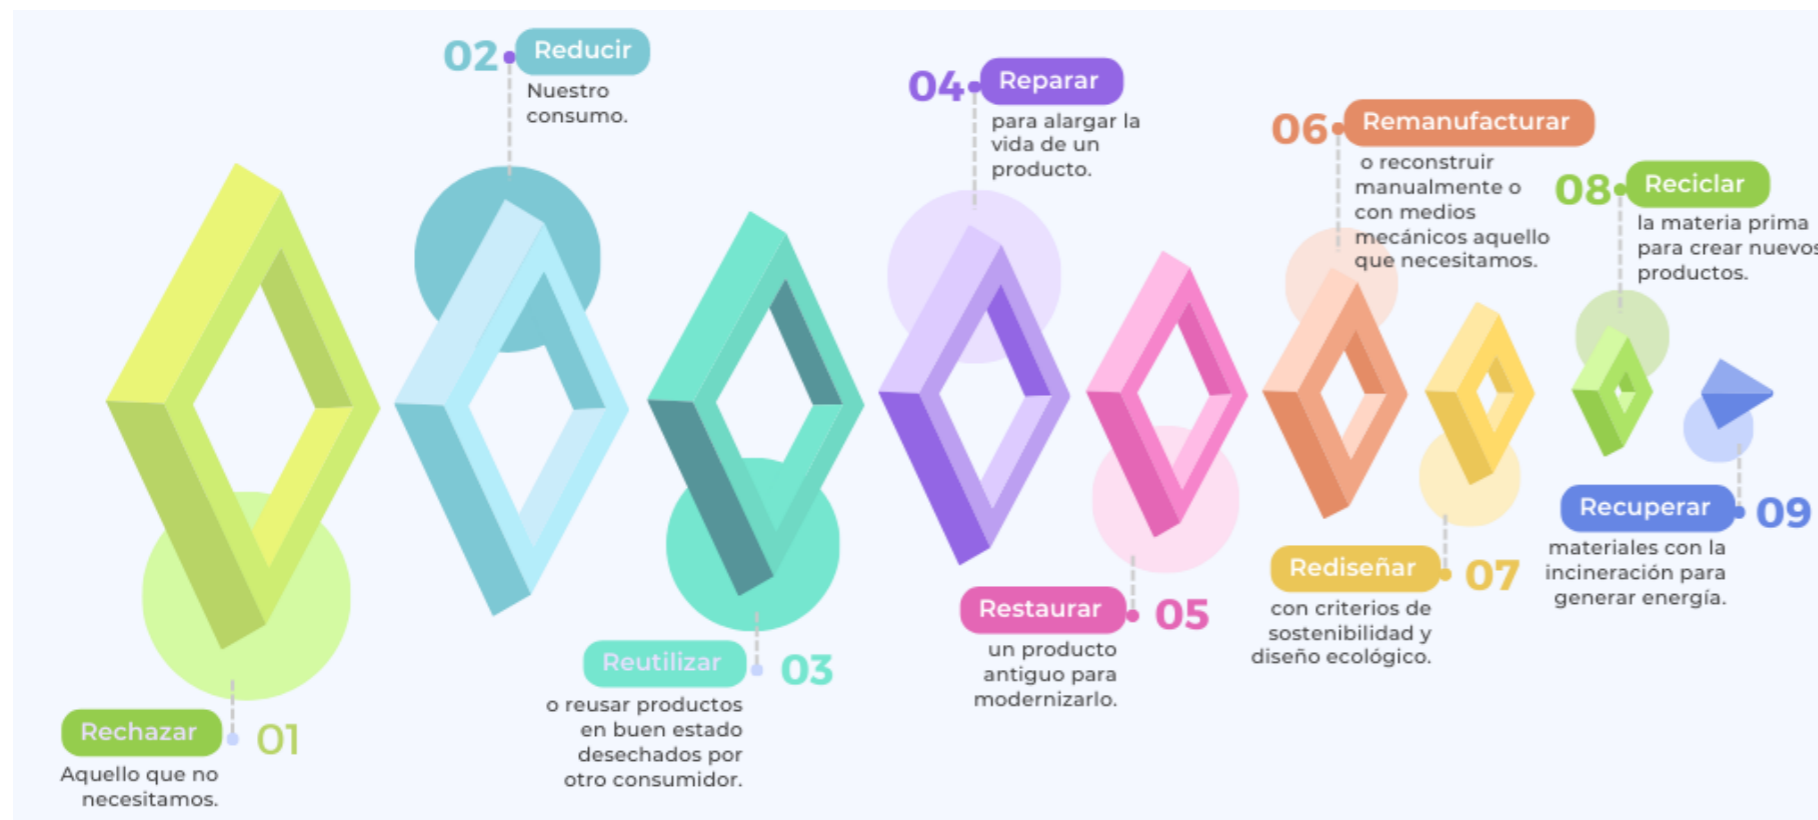 01
Rechazar
Aquello que no
necesitamos.
02
Reducir
Nuestro
consumo.
03
Reutilizar
o reusar productos
en buen estado
desechados por
otro consumidor.
04
Reparar
para alargar la
vida de un
producto.
05
Restaurar
un producto
antiguo para
modernizarlo.
06
Remanufacturar
o reconstruir
manualmente o
con medios
mecánicos aquello
que necesitamos.
07
Rediseñar
con criterios de
sostenibilidad y
diseño ecológico.
08
Reciclar
la materia prima
para crear nuevos
productos.
09
Recuperar
materiales con la
incineración para
generar energía.